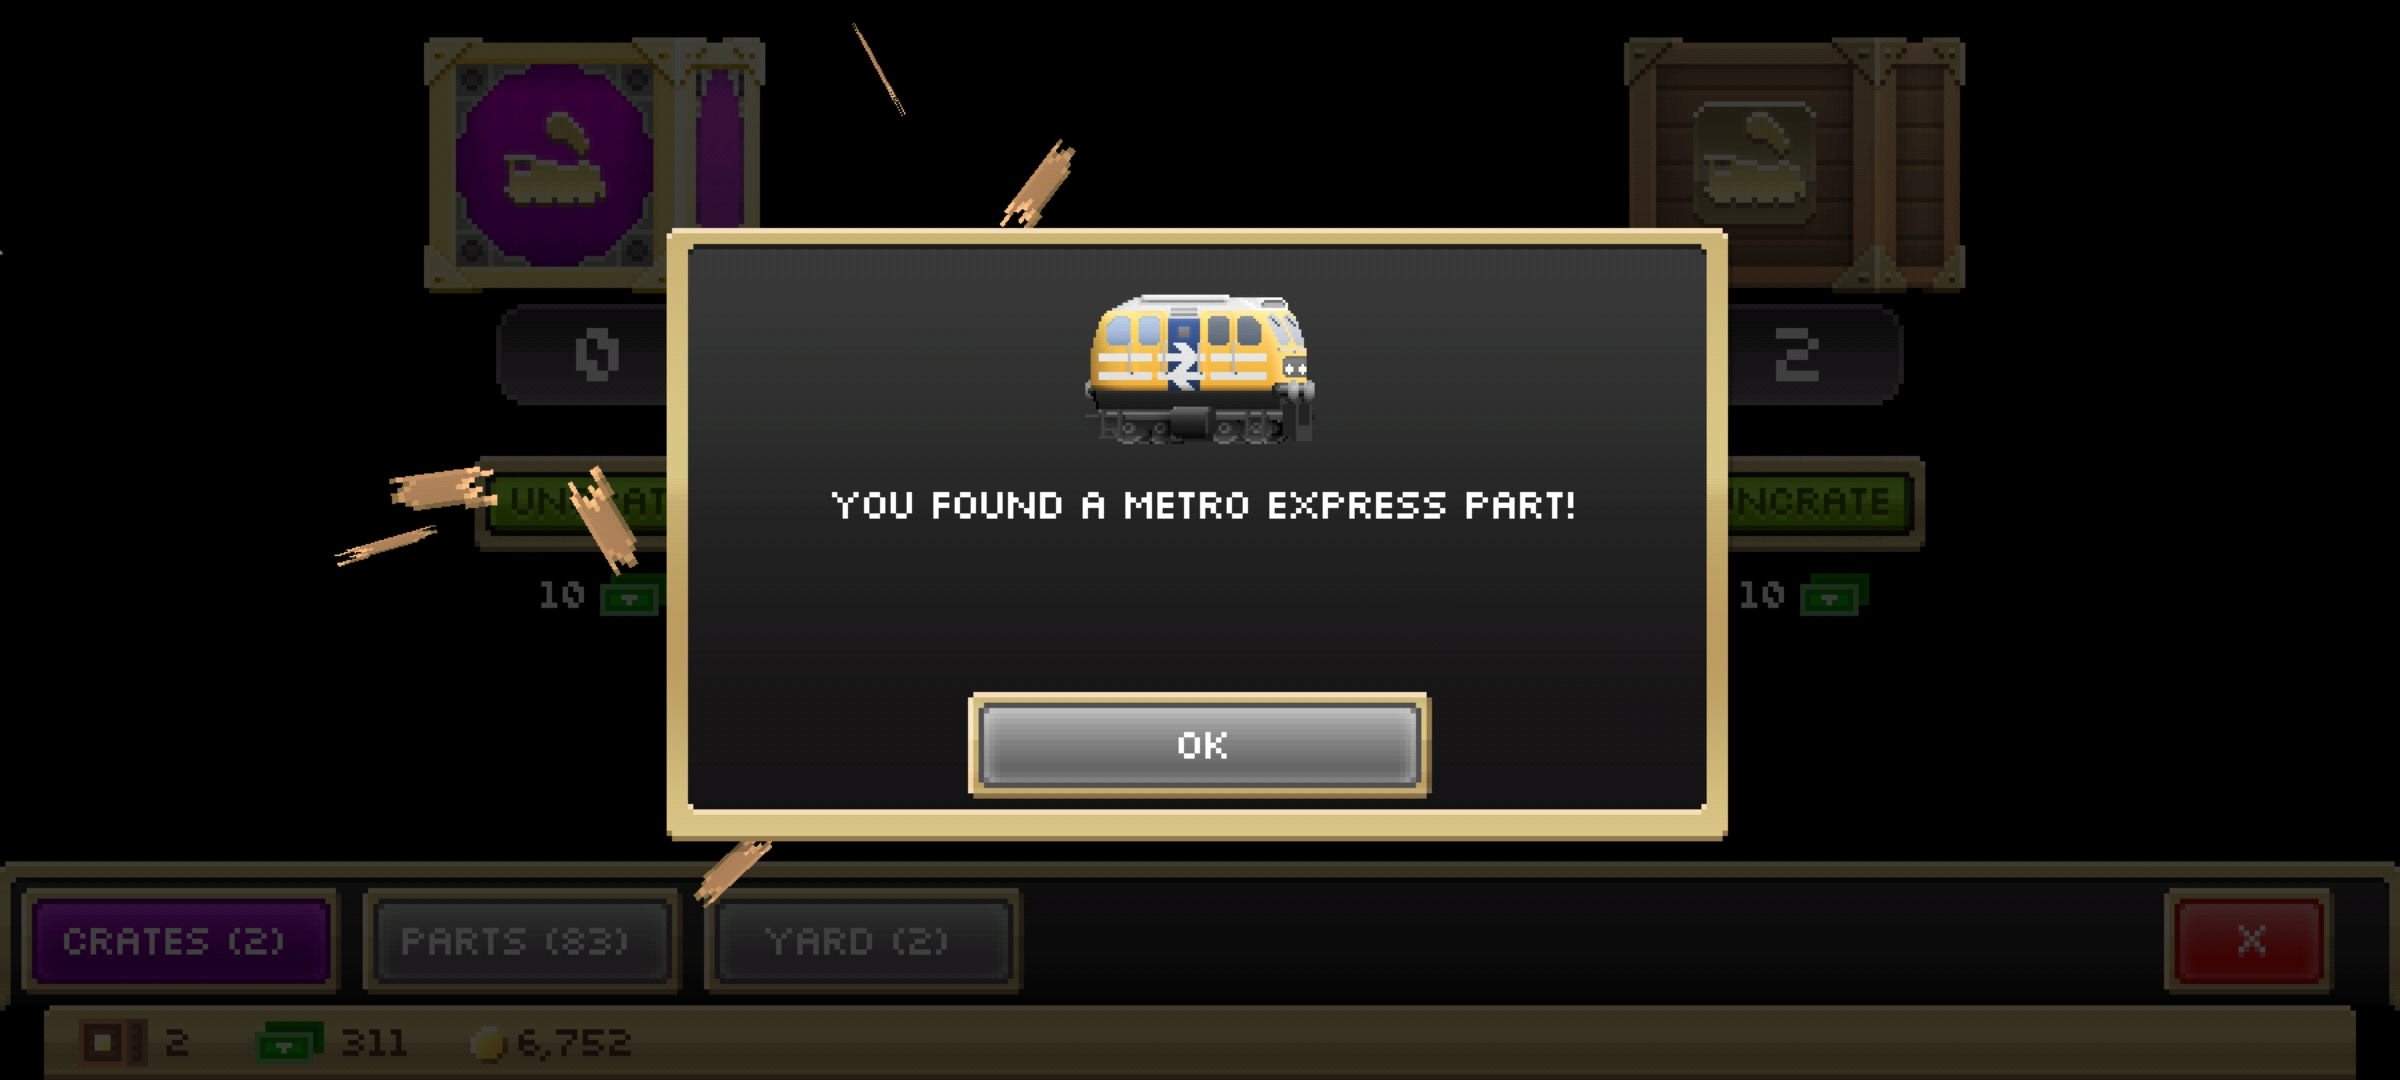 0
2
YOU FOUND A METRO EXPRESS PART!
10
10
OK
CRATES (2)
PARTS (83)
YARD (2)
X
2
311
6,752